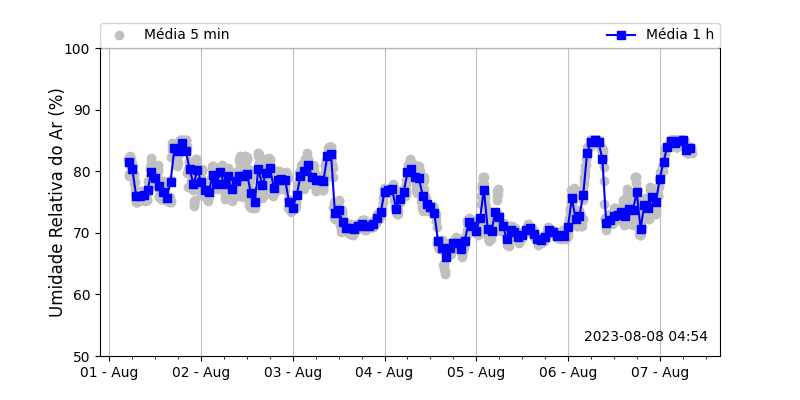 Média 5 min
Média 1 h
Umidade Relativa do Ar (%)
100
90
80
70
60
50
2023-08-08 04:54
01 - Aug
02 - Aug
03 - Aug
04 - Aug
05 - Aug
06 - Aug
07 - Aug